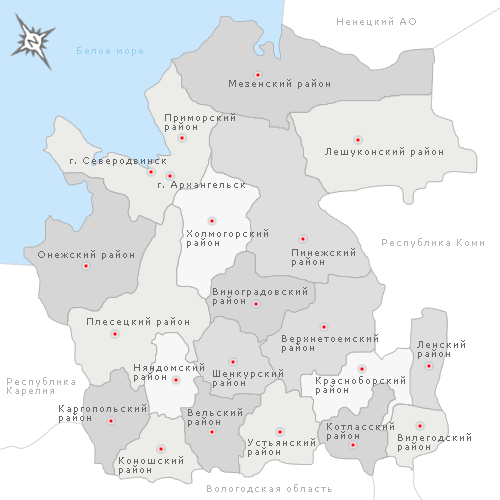 Ненецкий АО
Белое море
Мезенский район
Приморский
район
Лешуконский район
г. Северодвинск
г. Архангельск
Холмогорский
район
Республика Коми
Пинежский
район
Онежский район
Виноградовский
район
Плесецкий район
Верхнетоемский
район
Ленский
район
Няндомский
район
Шенкурский
район
Красноборский
район
Республика
Карелия
Каргопольский
район
Вельский
район
Устьянский
район
Котласский
район
Вилегодский
район
Коношский
район
Вологодская область